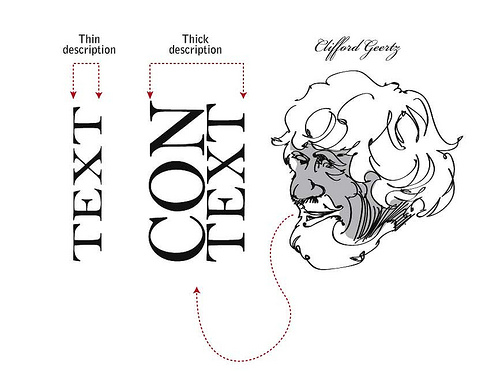 Thin
description
Thick
description
Clifford Geertz
TEXT
CON
TEXT